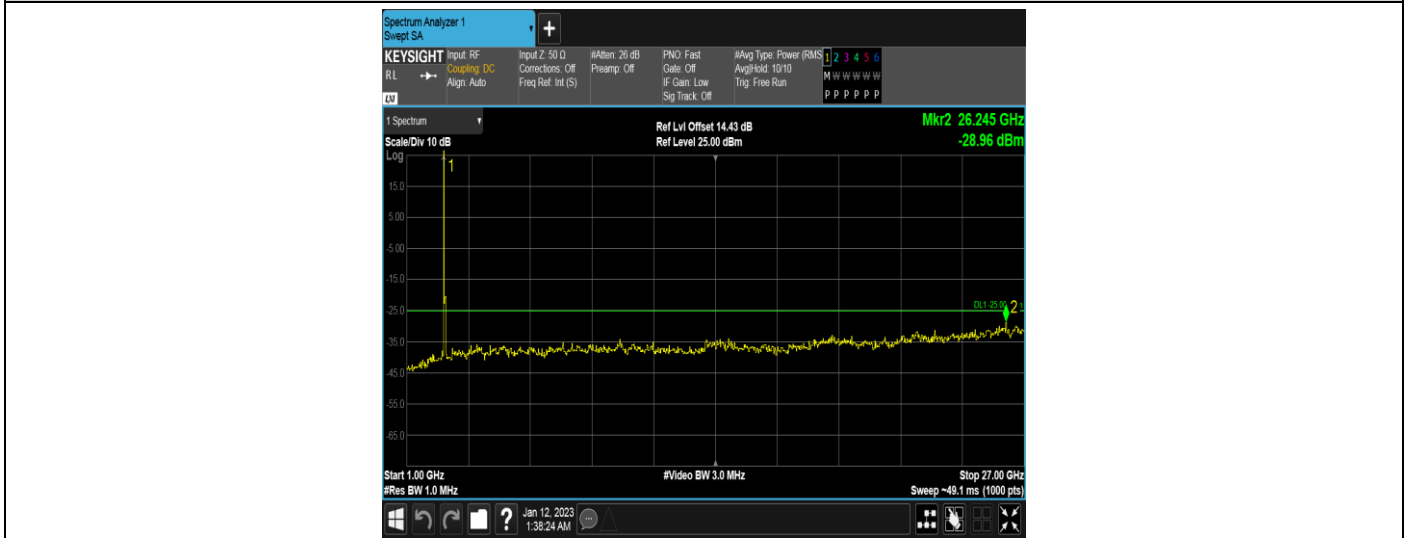 Spectrum Analyzer 1
Swept SA
+
KEYSIGHT
RL
LXI
Input: RF
Coupling: DC
Align: Auto
Input Z: 50 Ω
Corrections: Off
Freq Ref: Int (S)
#Atten: 26 dB
Preamp: Off
PNO: Fast
Gate: Off
IF Gain: Low
Sig Track: Off
#Avg Type: Power (RMS
Avg|Hold: 10/10
Trig: Free Run
1 2 3 4 5 6
M W W W W W
P P P P P P
1 Spectrum
Scale/Div 10 dB
Log
Ref Lvl Offset 14.43 dB
Ref Level 25.00 dBm
Mkr2 26.245 GHz
-28.96 dBm
1
15.0
5.00
-5.00
-15.0
-25.0
DL1 -25.00
2
-35.0
-45.0
-55.0
-65.0
Start 1.00 GHz
#Res BW 1.0 MHz
#Video BW 3.0 MHz
Stop 27.00 GHz
Sweep ~49.1 ms (1000 pts)
?
Jan 12, 2023
1:38:24 AM